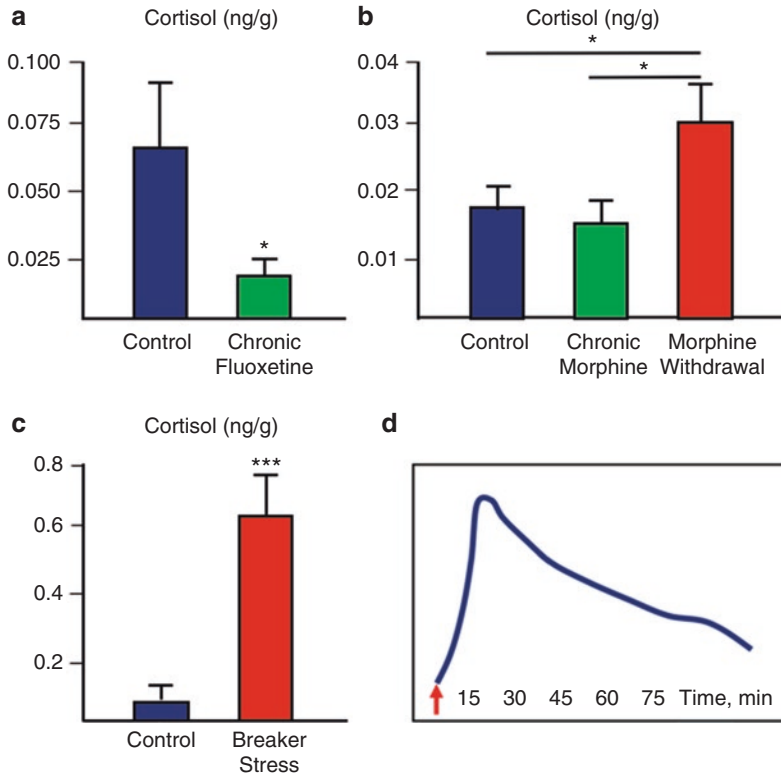 a
Cortisol (ng/g)
0.100
0.075
0.050
0.025
*
Control
Chronic
Fluoxetine
b
Cortisol (ng/g)
*
*
0.04
0.03
0.02
0.01
Control
Chronic
Morphine
Morphine
Withdrawal
c
Cortisol (ng/g)
0.8
***
0.6
0.4
0.2
Control
Breaker
Stress
d
15 30 45 60 75 Time, min